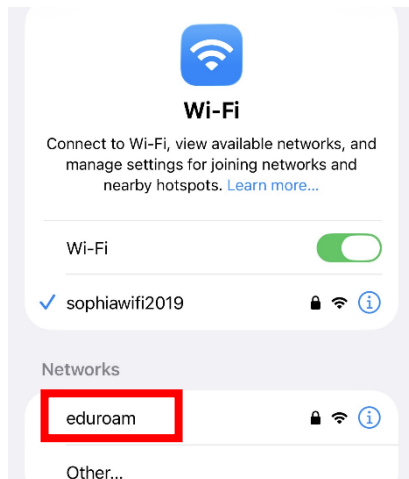 Wi-Fi
Connect to Wi-Fi, view available networks, and
manage settings for joining networks and
nearby hotspots. Learn more...
Wi-Fi
sophiawifi2019
Networks
eduroam
Other...